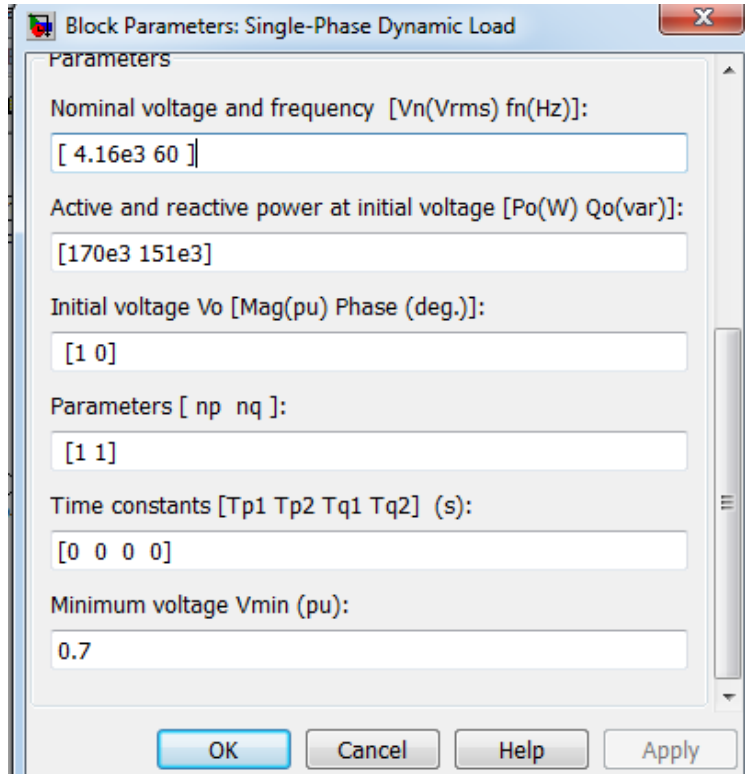 Block Parameters: Single-Phase Dynamic Load
Parameters
Nominal voltage and frequency  [Vn(Vrms) fn(Hz)]:
[ 4.16e3 60 ]
Active and reactive power at initial voltage [Po(W) Qo(var)]:
[170e3 151e3]
Initial voltage Vo [Mag(pu) Phase (deg.)]:
[1 0]
Parameters [ np  nq ]:
[1 1]
Time constants [Tp1 Tp2 Tq1 Tq2]  (s):
[0  0  0  0]
Minimum voltage Vmin (pu):
0.7
OK Cancel Help Apply